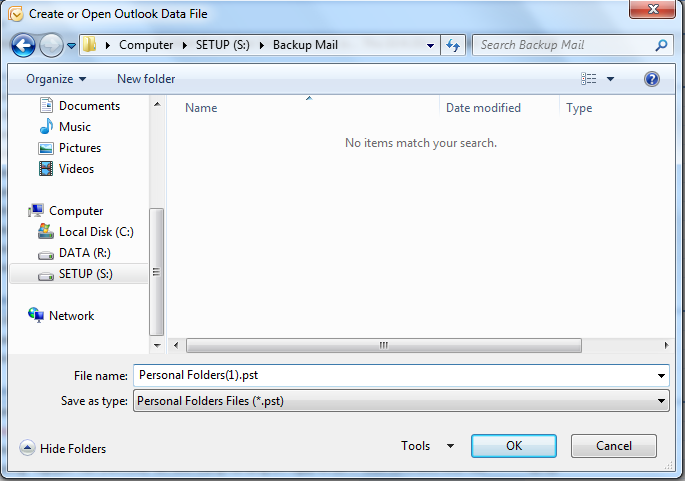 Create or Open Outlook Data File
Computer SETUP (S:) Backup Mail Search Backup Mail
Organize New folder
Name Date modified Type
No items match your search.
Documents
Music
Pictures
Videos
Computer
Local Disk (C:)
DATA (R:)
SETUP (S:)
Network
File name: Personal Folders(1).pst
Save as type: Personal Folders Files (*.pst)
Hide Folders Tools OK Cancel